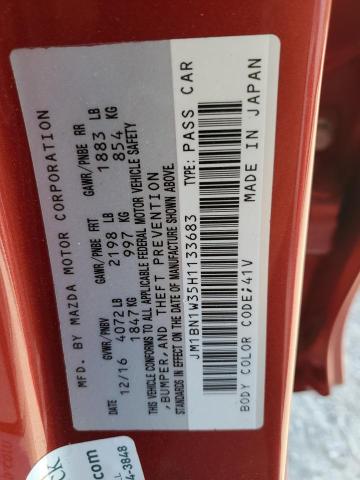 MFD. BY MAZDA MOTOR CORPORATION
GVWR/PNBV GAWR/PNBE FRT GAWR/PNBE RR
DATE
12/16 4072 LB 2198 LB 1883 LB
1847 KG 997 KG 854 KG
THIS VEHICLE CONFORMS TO ALL APPLICABLE FEDERAL MOTOR VEHICLE SAFETY
,BUMPER,AND THEFT PREVENTION
STANDARDS IN EFFECT ON THE DATE OF MANUFACTURE SHOWN ABOVE.
JM1BN1W35H1133683 TYPE: PASS CAR
BODY COLOR CODE;41V MADE IN JAPAN
CK
com
4-3848